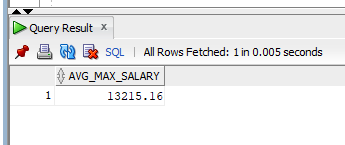 Query Result ×
SQL | All Rows Fetched: 1 in 0.005 seconds
AVG_MAX_SALARY
1 13215.16